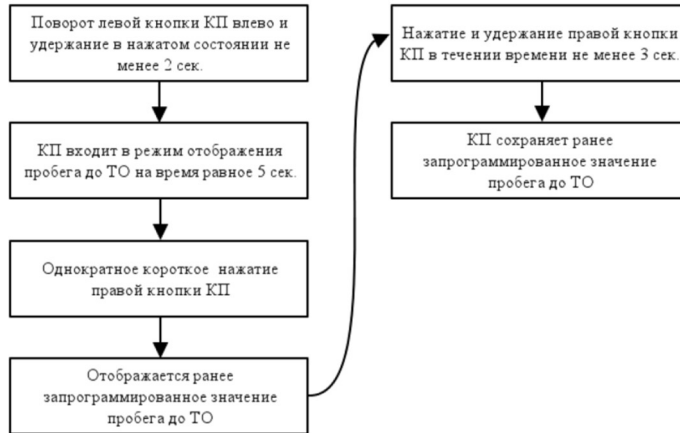 Поворот левой кнопки КП влево и
удержание в нажатом состоянии не
менее 2 сек.
КП входит в режим отображения
пробега до ТО на время равное 5 сек.
Однократное короткое нажатие
правой кнопки КП
Отображается ранее
запрограммированное значение
пробега до ТО
Нажатие и удержание правой кнопки
КП в течении времени не менее 3 сек.
КП сохраняет ранее
запрограммированное значение
пробега до ТО